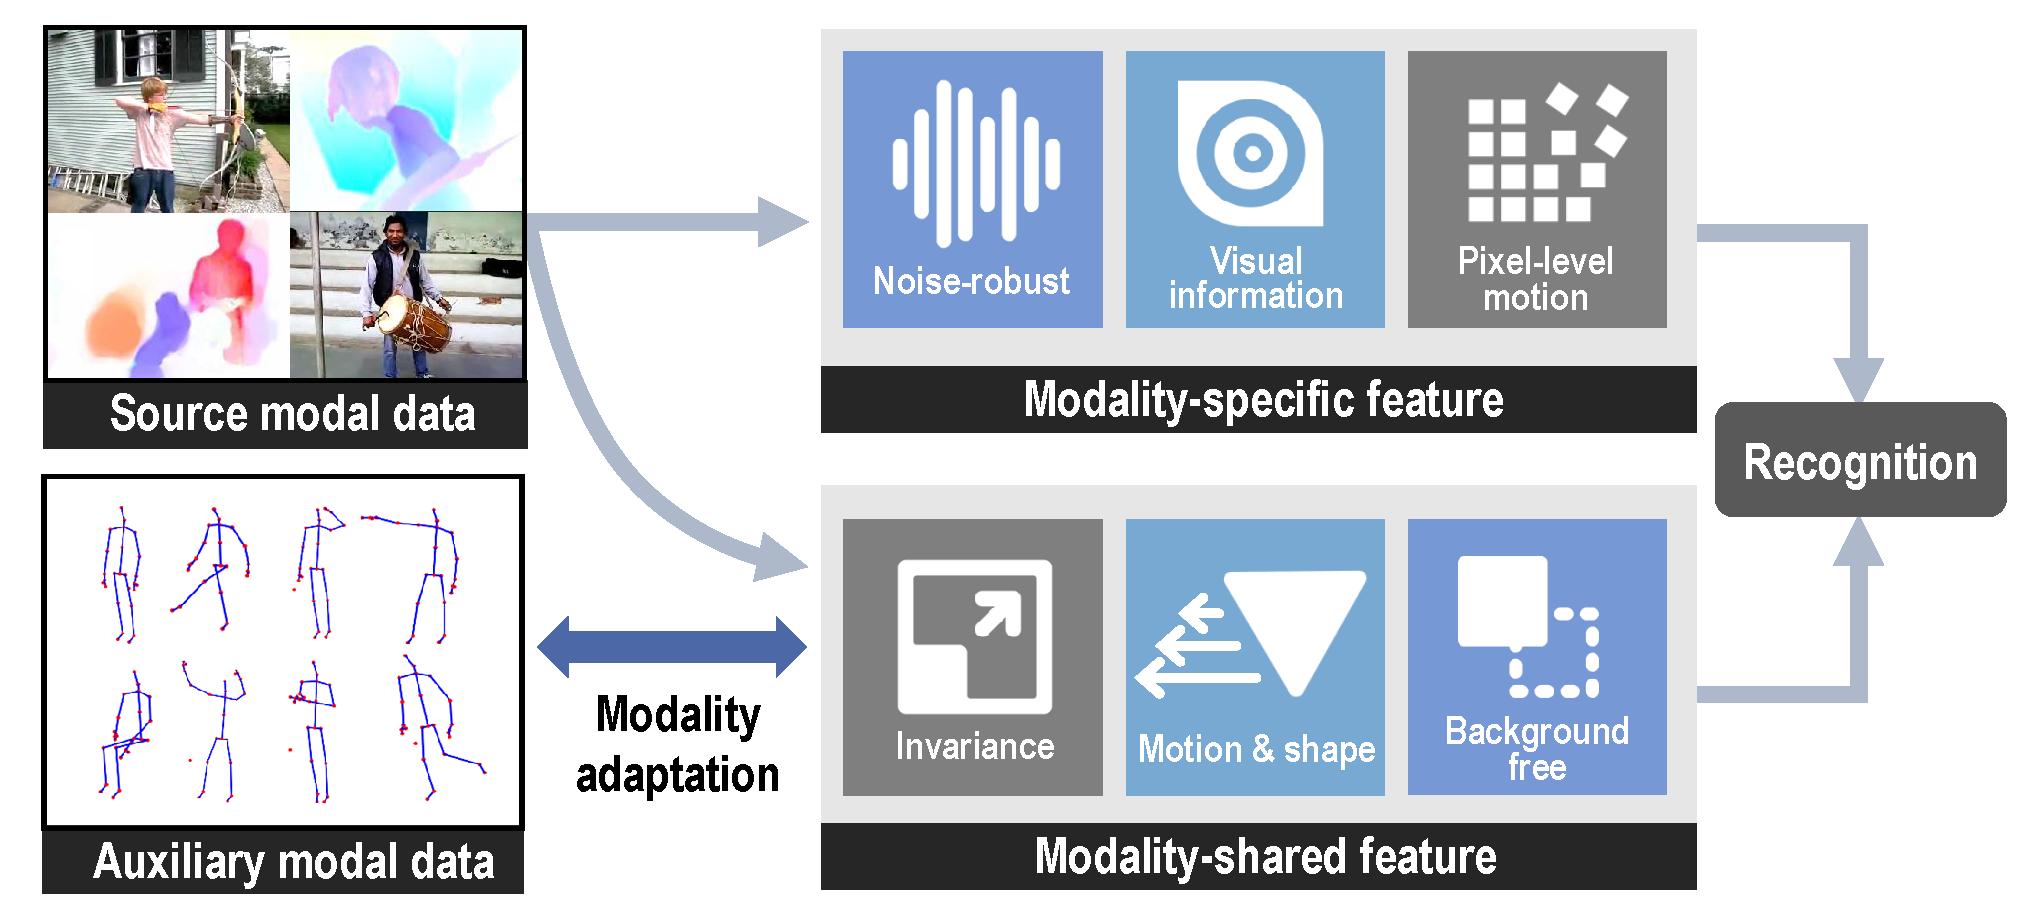 Source modal data
Auxiliary modal data
Modality
adaptation
Noise-robust
Visual
information
Pixel-level
motion
Modality-specific feature
Invariance
Motion & shape
Background
free
Modality-shared feature
Recognition